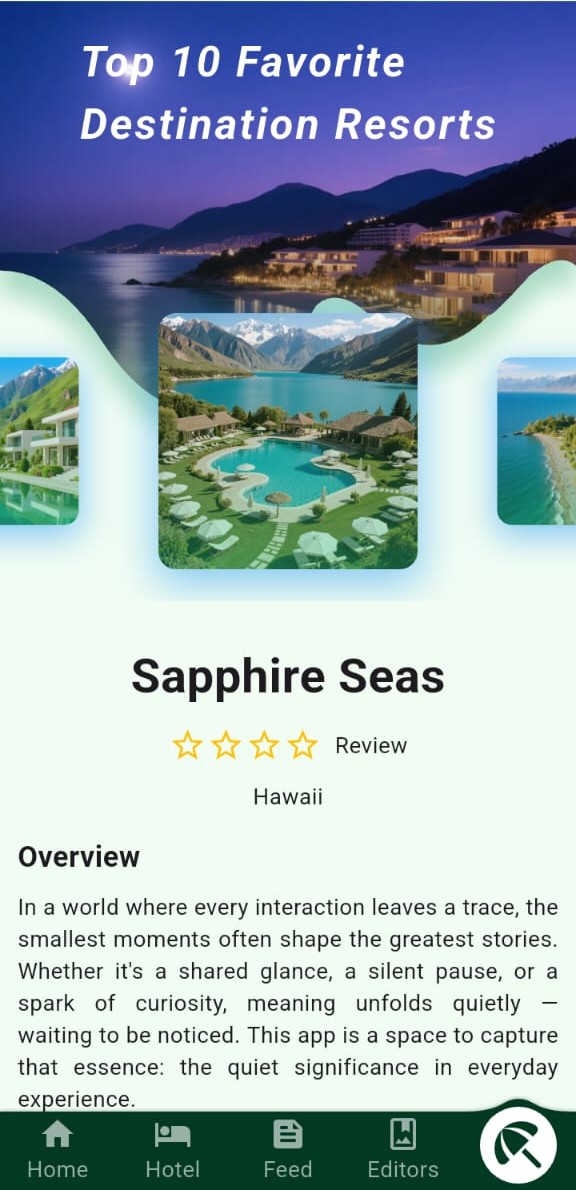 Top 10 Favorite
Destination Resorts
Sapphire Seas
Review
Hawaii
Overview
In a world where every interaction leaves a trace, the
smallest moments often shape the greatest stories.
Whether it's a shared glance, a silent pause, or a
spark of curiosity, meaning unfolds quietly —
waiting to be noticed. This app is a space to capture
that essence: the quiet significance in everyday
experience.
Home Hotel Feed Editors